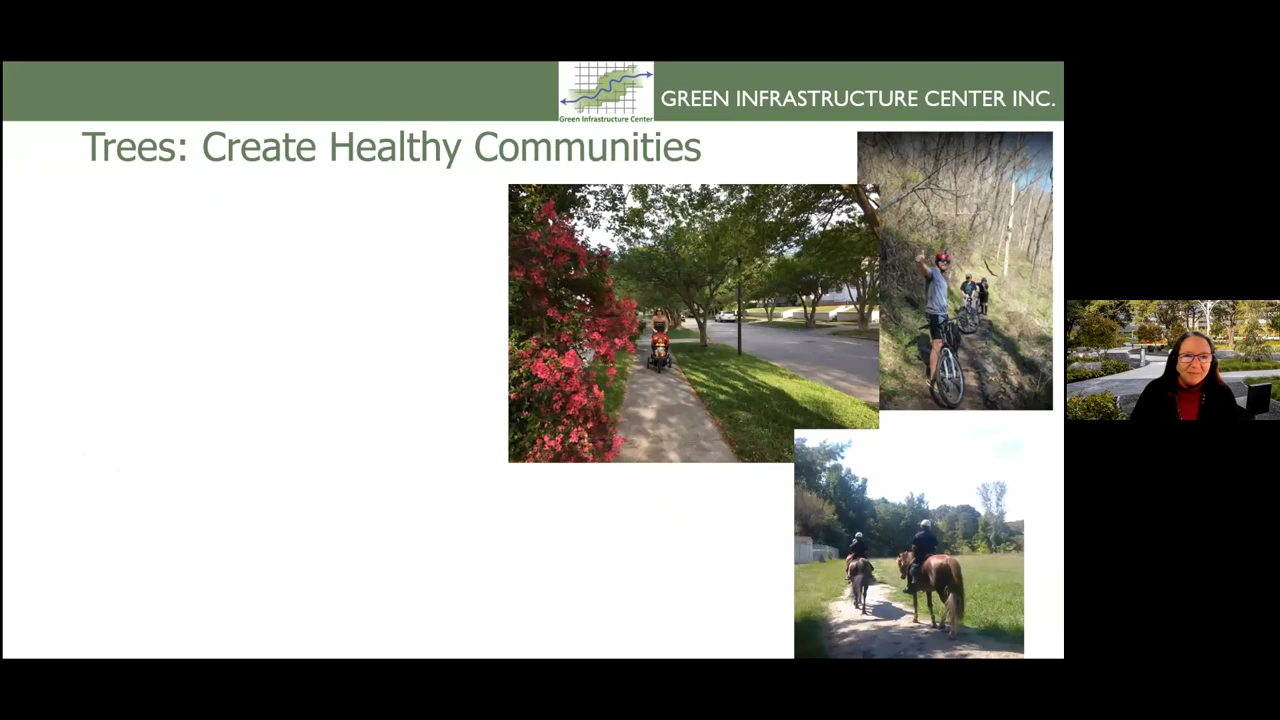 GREEN INFRASTRUCTURE CENTER INC.
Green Infrastructure Center
Trees: Create Healthy Communities